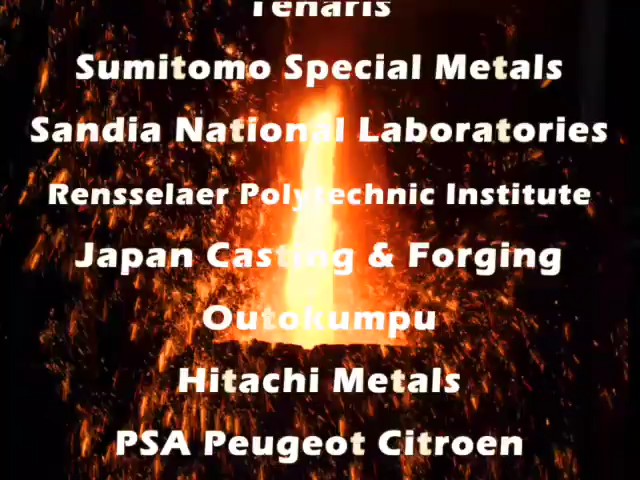 Tenaris
Sumitomo Special Metals
Sandia National Laboratories
Rensselaer Polytechnic Institute
Japan Casting & Forging
Outokumpu
Hitachi Metals
PSA Peugeot Citroen